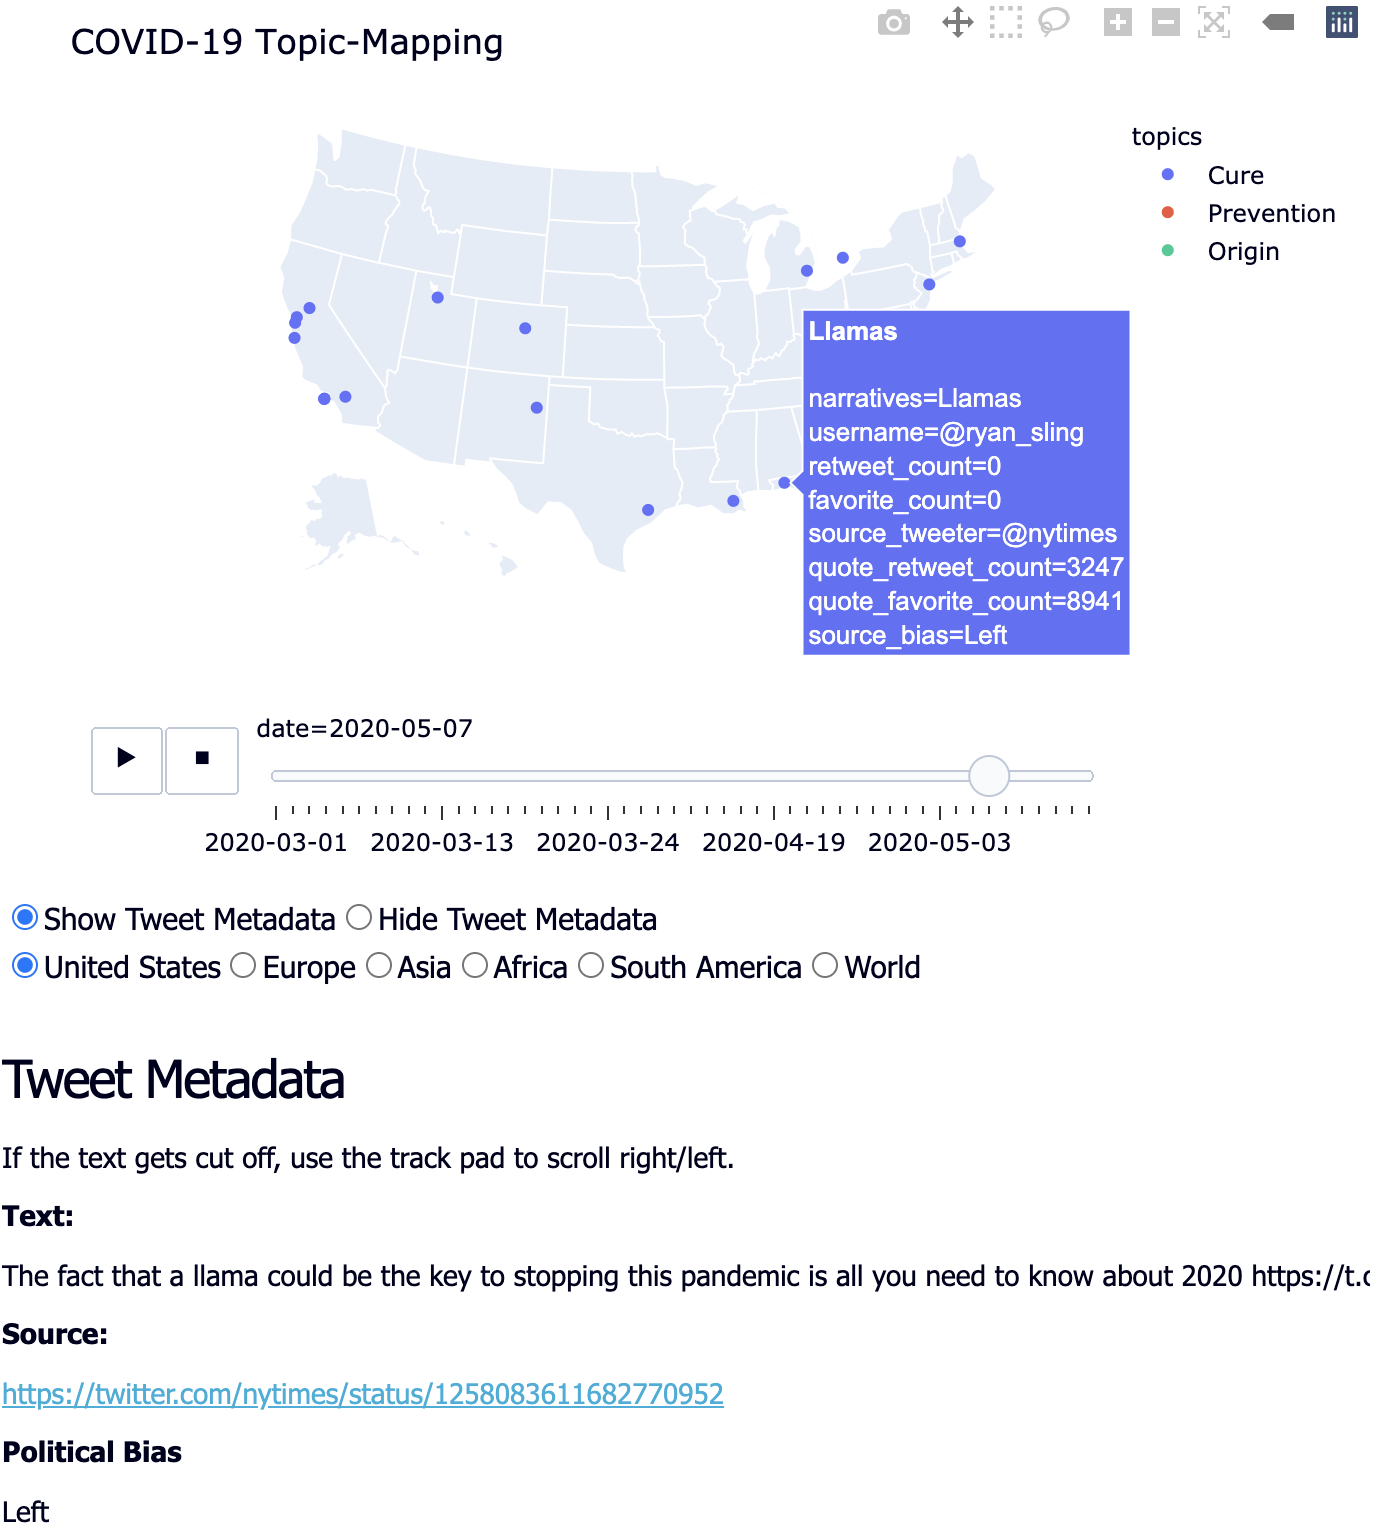 COVID-19 Topic-Mapping
topics
Cure
Prevention
Origin
Llamas
narratives=Llamas
username=@ryan_sling
retweet_count=0
favorite_count=0
source_tweeter=@nytimes
quote_retweet_count=3247
quote_favorite_count=8941
source_bias=Left
date=2020-05-07
2020-03-01 2020-03-13 2020-03-24 2020-04-19 2020-05-03
Show Tweet Metadata Hide Tweet Metadata
United States Europe Asia Africa South America World
Tweet Metadata
If the text gets cut off, use the track pad to scroll right/left.
Text:
The fact that a llama could be the key to stopping this pandemic is all you need to know about 2020 https://t.c
Source:
https://twitter.com/nytimes/status/1258083611682770952
Political Bias
Left